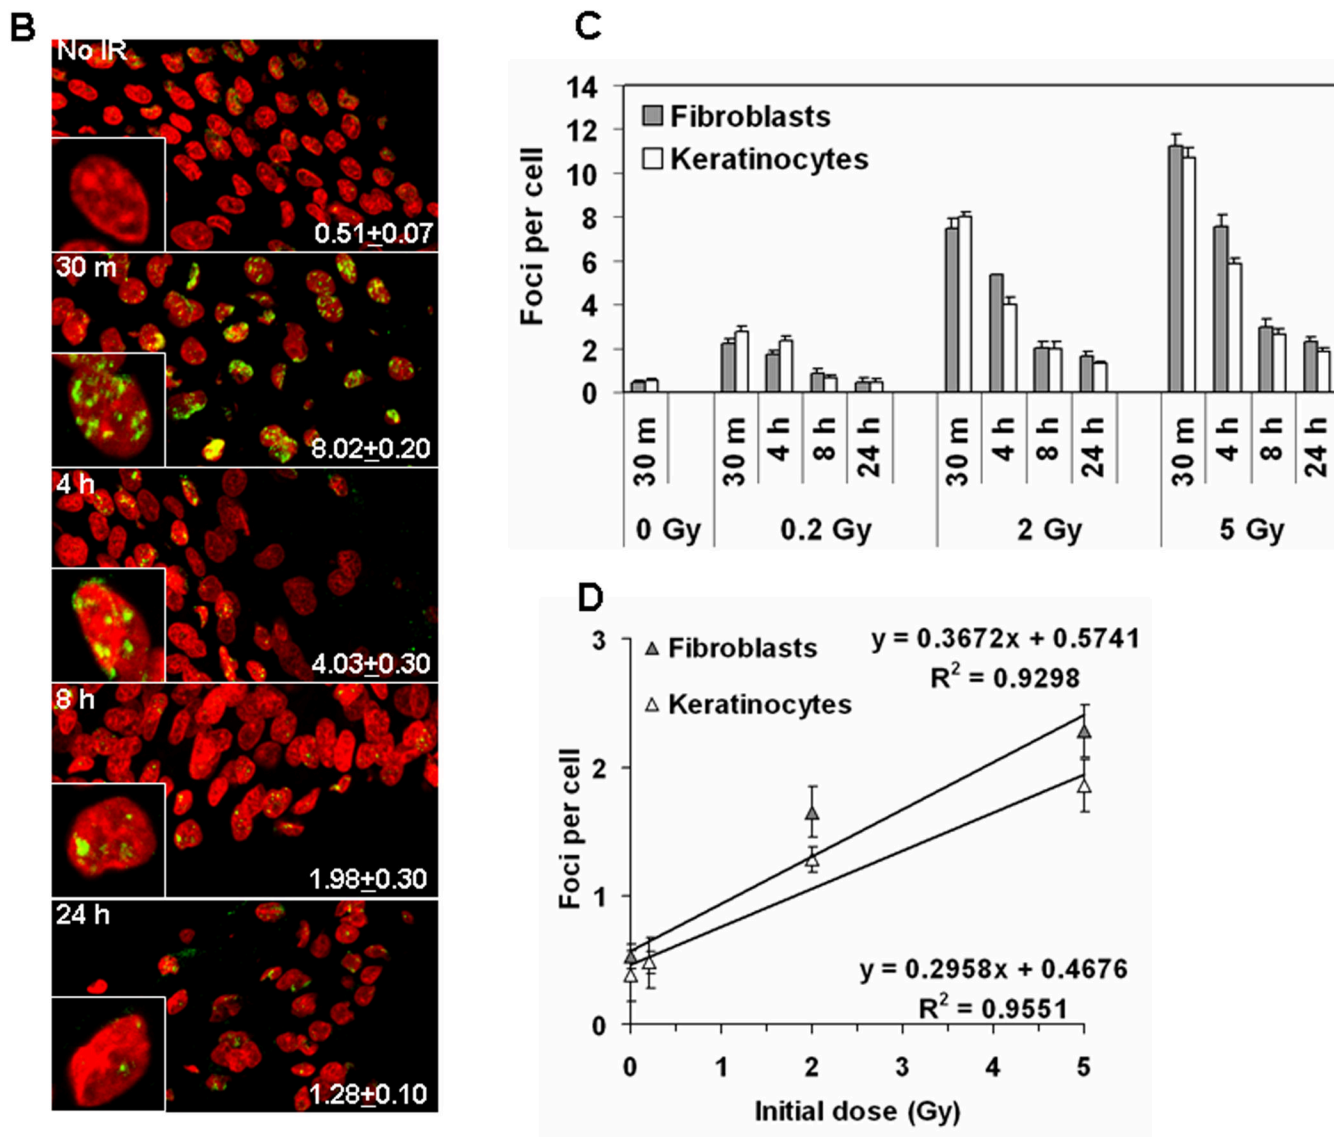 B
No IR
0.51±0.07
30 m
8.02±0.20
4 h
4.03±0.30
8 h
1.98±0.30
24 h
1.28±0.10
C
14
12
10
8
6
4
2
0
Foci per cell
Fibroblasts
Keratinocytes
30 m
30 m
4 h
8 h
24 h
30 m
4 h
8 h
24 h
30 m
4 h
8 h
24 h
0 Gy
0.2 Gy
2 Gy
5 Gy
D
3
2
1
0
Foci per cell
Fibroblasts
Keratinocytes
y = 0.3672x + 0.5741
R² = 0.9298
y = 0.2958x + 0.4676
R² = 0.9551
0 1 2 3 4 5
Initial dose (Gy)